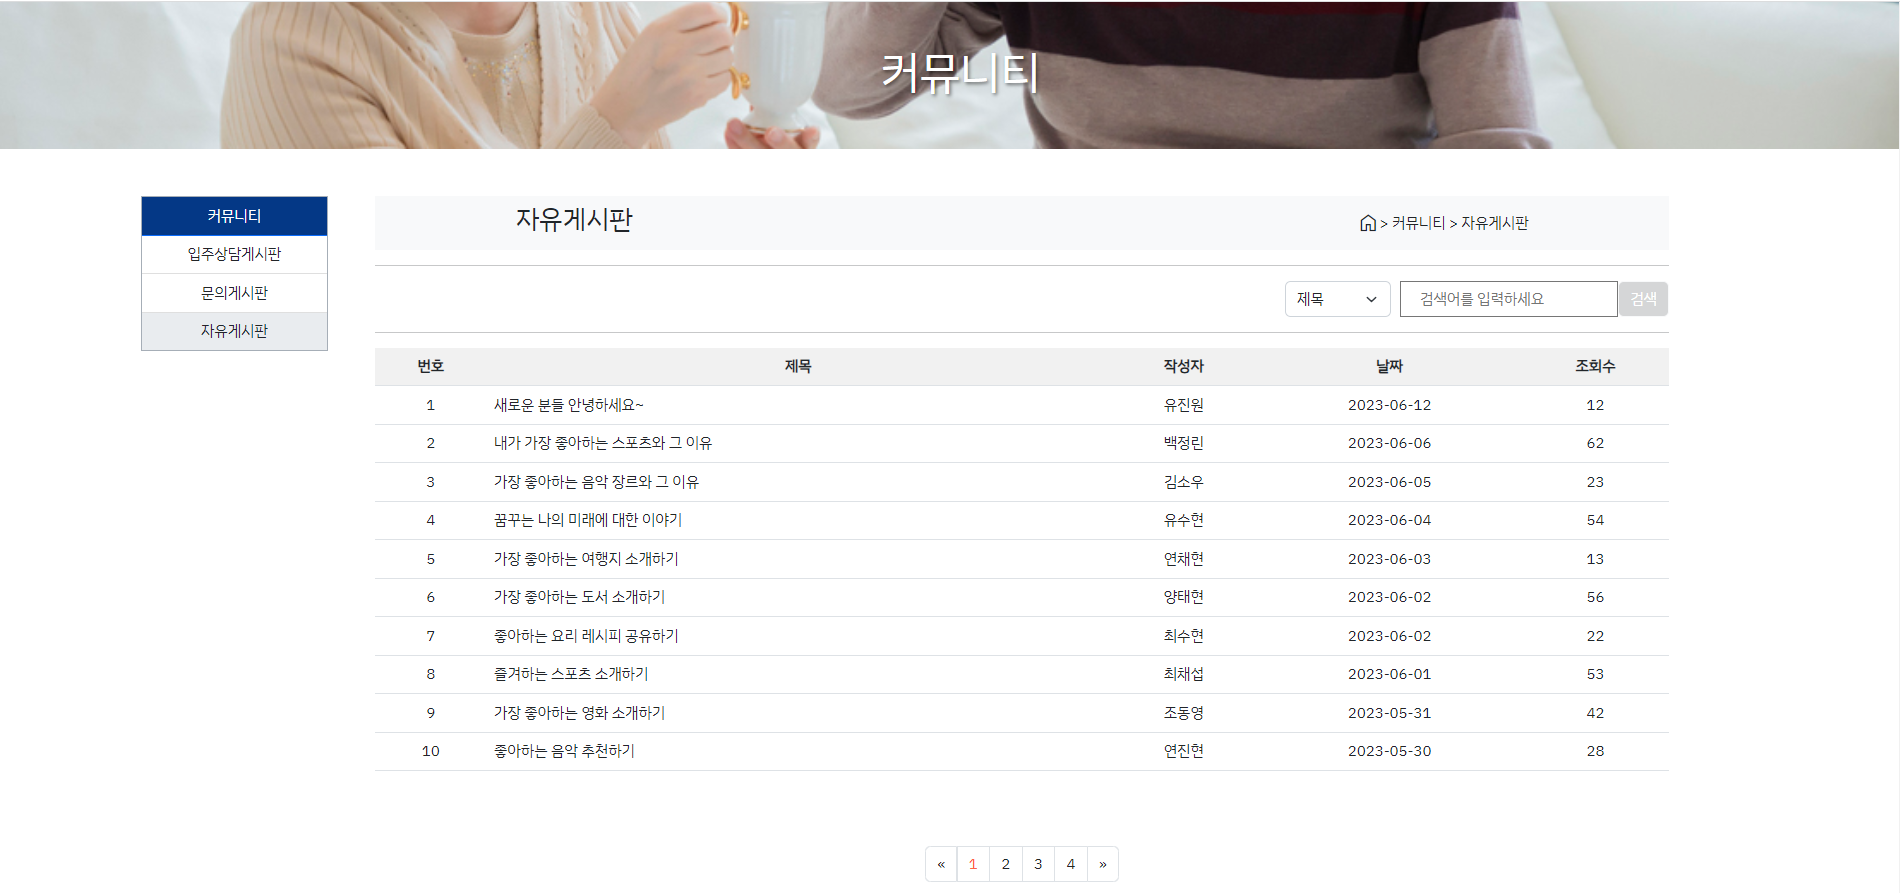 커뮤니티
커뮤니티
입주상담게시판
문의게시판
자유게시판
자유게시판
> 커뮤니티 > 자유게시판
제목 검색어를 입력하세요 검색
번호 제목 작성자 날짜 조회수
1 새로운 분들 안녕하세요~ 유진원 2023-06-12 12
2 내가 가장 좋아하는 스포츠와 그 이유 백정린 2023-06-06 62
3 가장 좋아하는 음악 장르와 그 이유 김소우 2023-06-05 23
4 꿈꾸는 나의 미래에 대한 이야기 유수현 2023-06-04 54
5 가장 좋아하는 여행지 소개하기 연채현 2023-06-03 13
6 가장 좋아하는 도서 소개하기 양태현 2023-06-02 56
7 좋아하는 요리 레시피 공유하기 최수현 2023-06-02 22
8 즐겨하는 스포츠 소개하기 최채섭 2023-06-01 53
9 가장 좋아하는 영화 소개하기 조동영 2023-05-31 42
10 좋아하는 음악 추천하기 연진현 2023-05-30 28
« 1 2 3 4 »